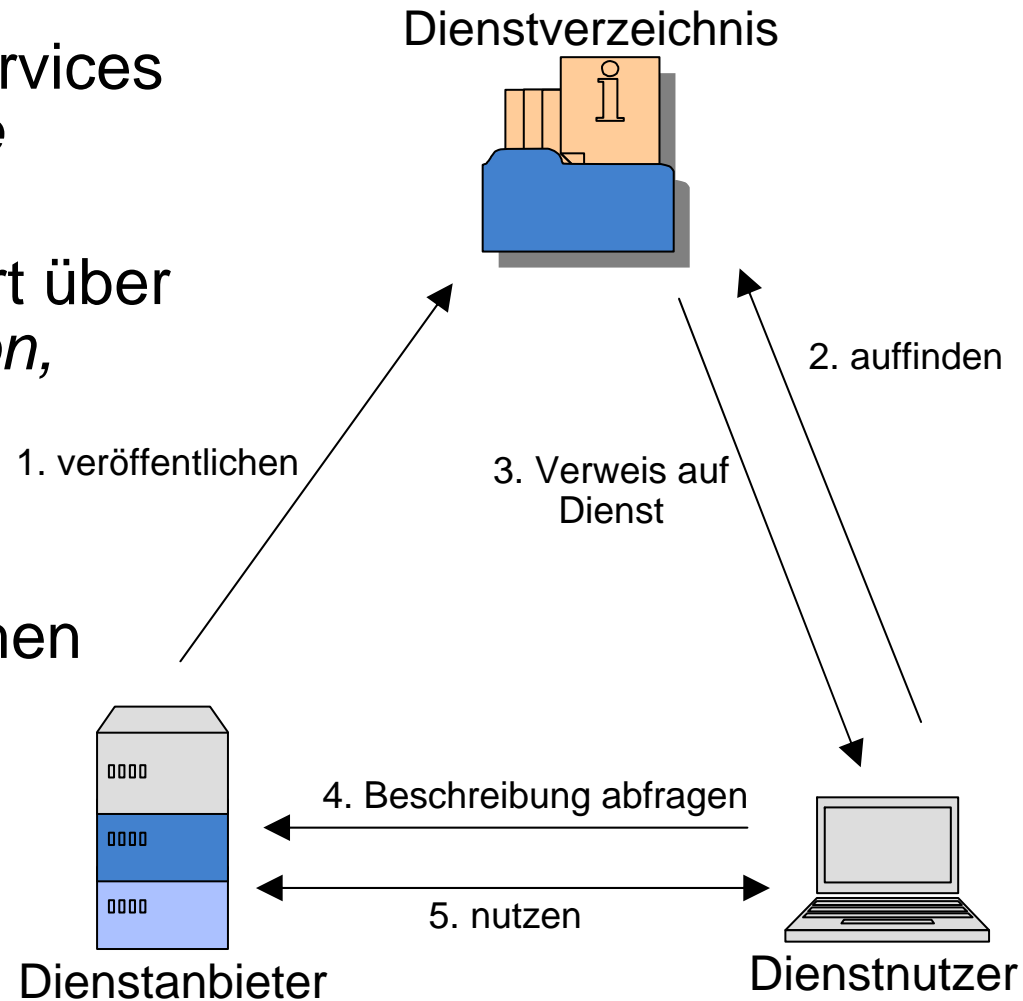 Dienstverzeichnis
rvices
e
rt über
on,
nen
i
2. auffinden
1. veröffentlichen
3. Verweis auf
Dienst
4. Beschreibung abfragen
5. nutzen
Dienstanbieter
Dienstnutzer